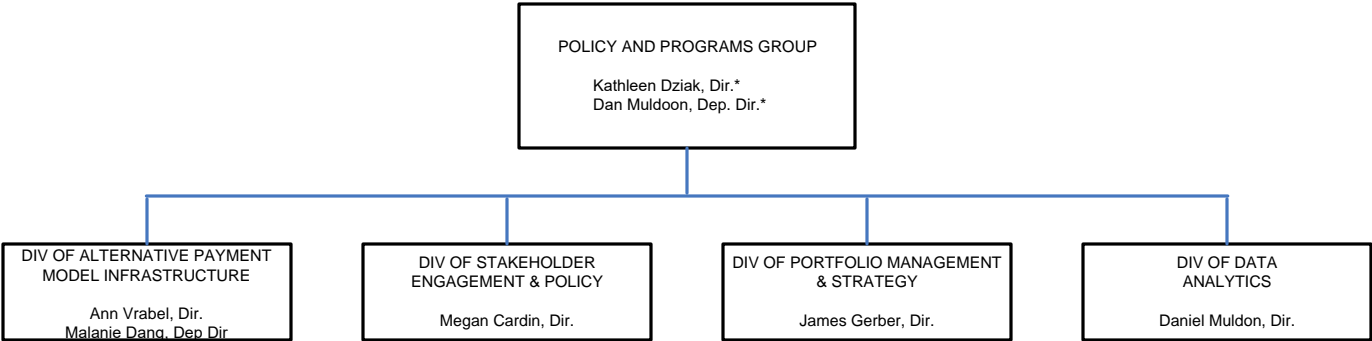 POLICY AND PROGRAMS GROUP
Kathleen Dziak, Dir.*
Dan Muldoon, Dep. Dir.*
DIV OF ALTERNATIVE PAYMENT
MODEL INFRASTRUCTURE
Ann Vrabel, Dir.
Malanie Dang, Dep Dir
DIV OF STAKEHOLDER
ENGAGEMENT & POLICY
Megan Cardin, Dir.
DIV OF PORTFOLIO MANAGEMENT
& STRATEGY
James Gerber, Dir.
DIV OF DATA
ANALYTICS
Daniel Muldon, Dir.